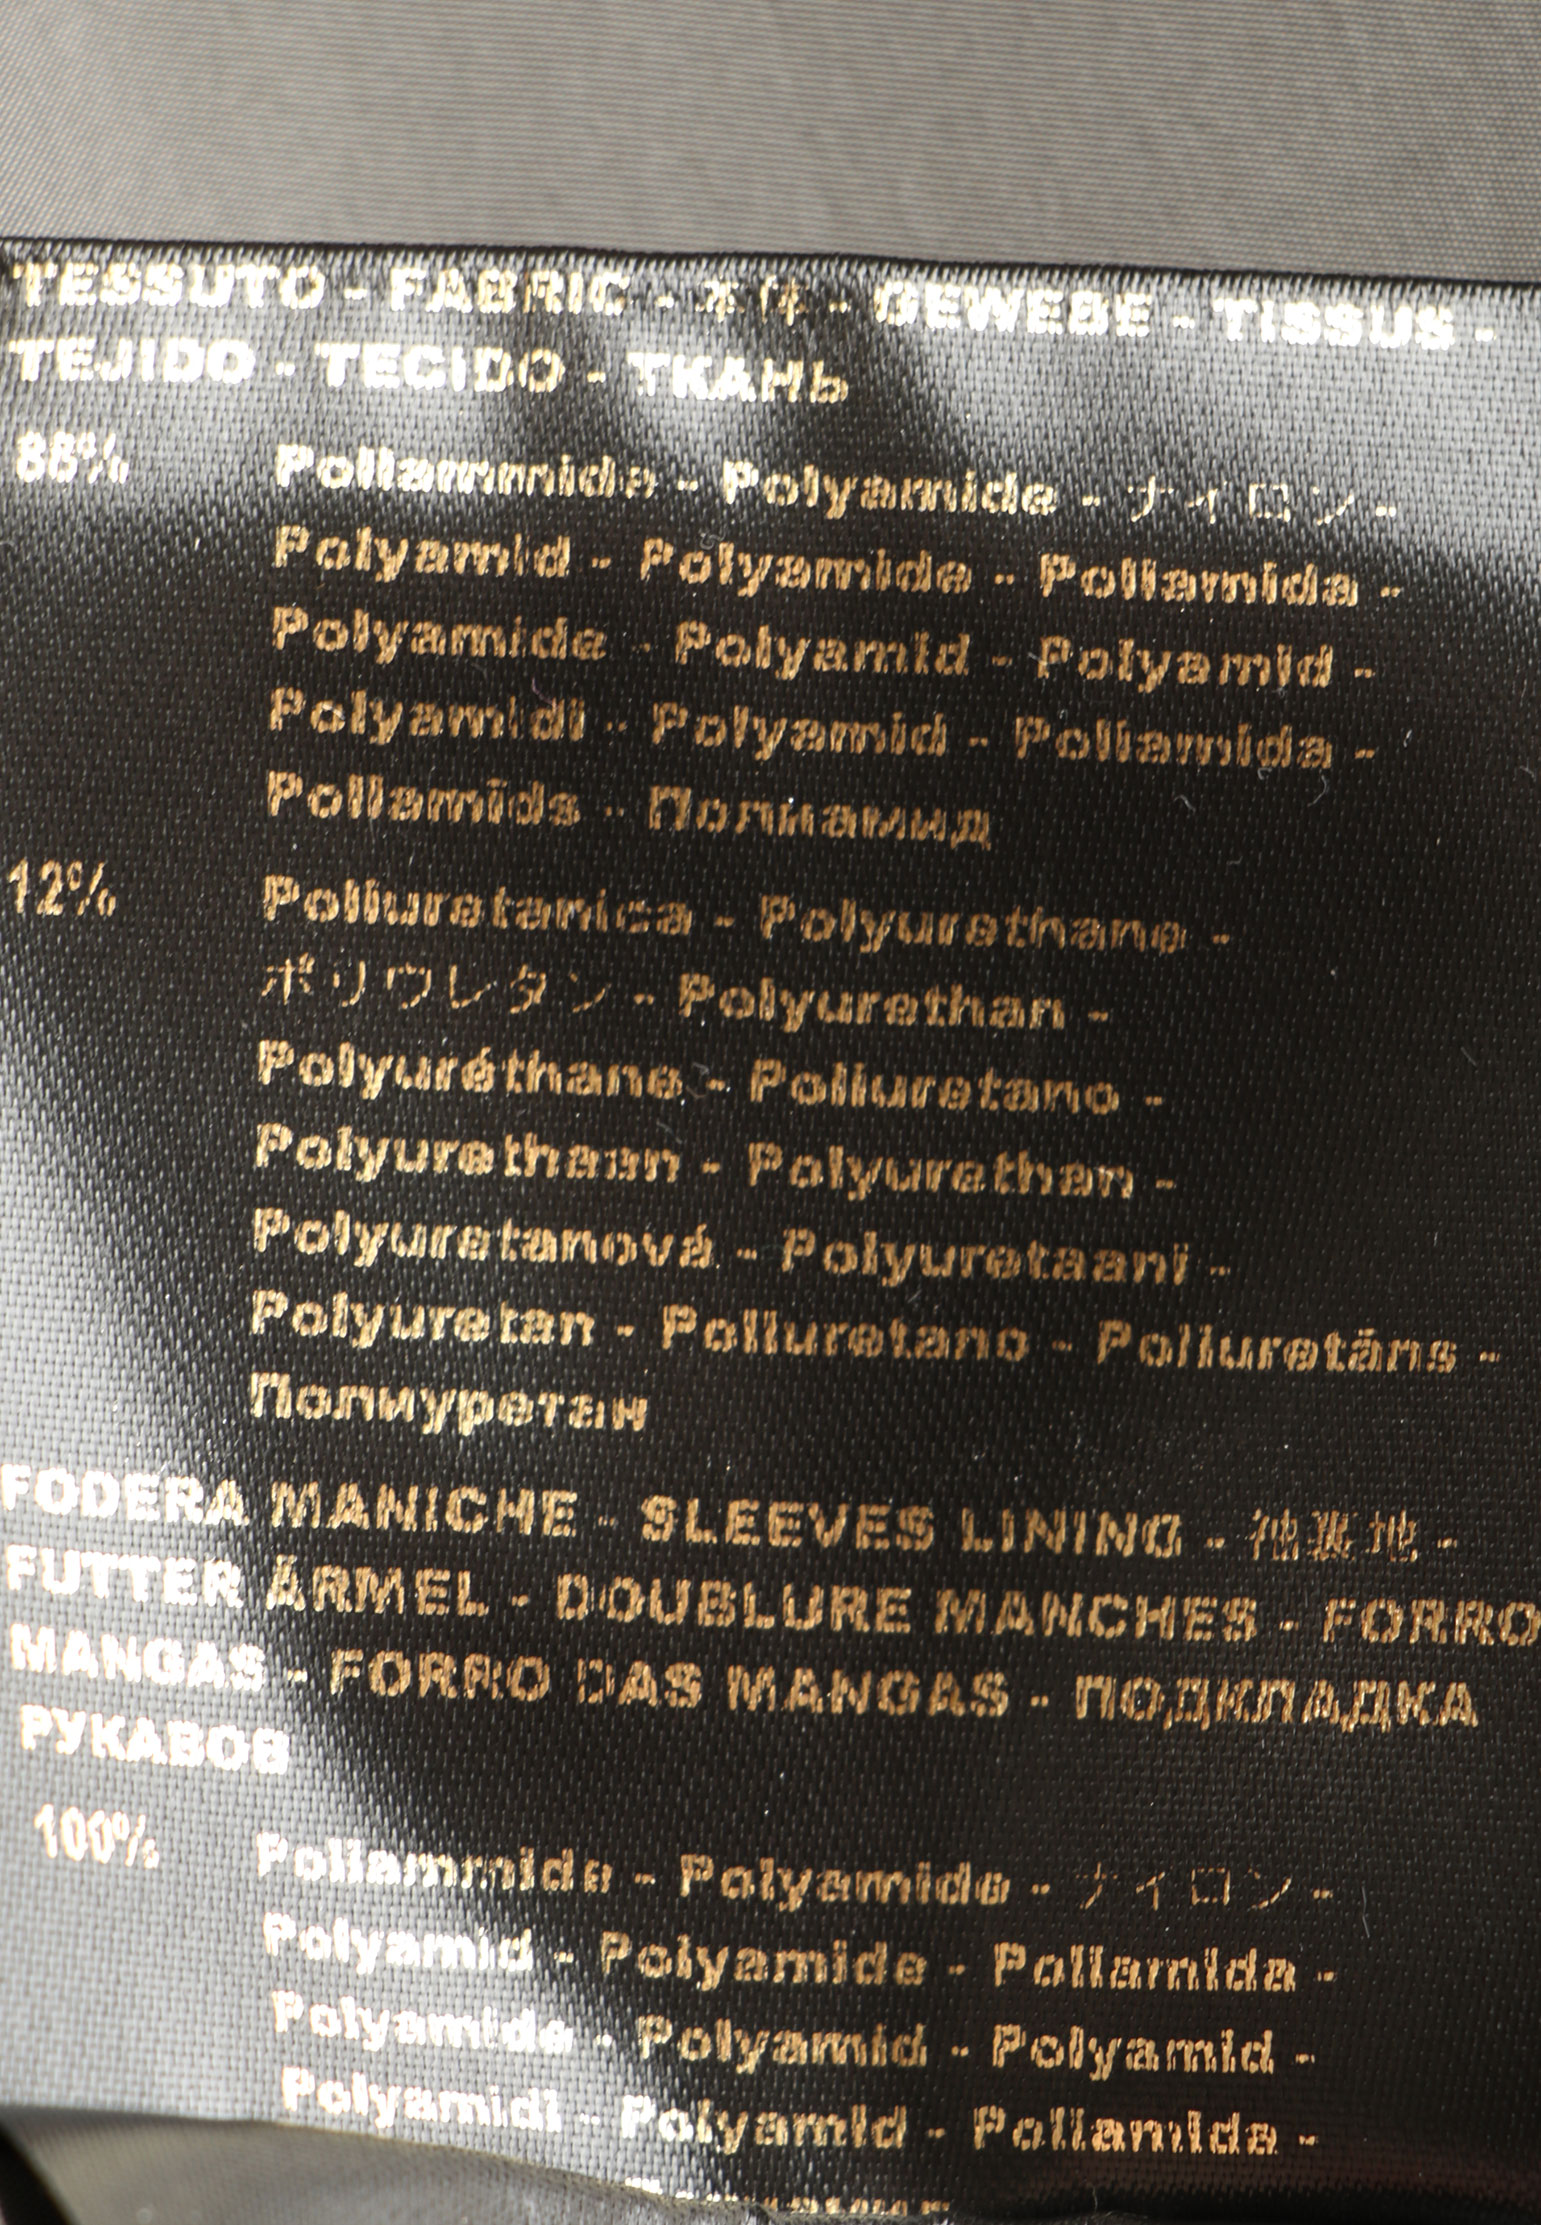 TESSUTO - FABRIC - 本体 - GEWEBE - TISSUS -
TEJIDO - TECIDO - ТКАНЬ
88% Poliammide - Polyamide - ナイロン -
Polyamid - Polyamide - Poliamida -
Polyamide - Polyamid - Polyamid -
Polyamidi - Polyamid - Poliamida -
Poliamīds - Полиамид
12% Poliuretanica - Polyurethane -
ポリウレタン - Polyurethan -
Polyuréthane - Poliuretano -
Polyurethaan - Polyurethan -
Polyuretanová - Polyuretaani -
Polyuretan - Poliuretano - Poliuretāns -
Полиуретан
FODERA MANICHE - SLEEVES LINING - 袖裏地 -
FUTTER ÄRMEL - DOUBLURE MANCHES - FORRO
MANGAS - FORRO DAS MANGAS - ПОДКЛАДКА
РУКАВОВ
100% Poliammide - Polyamide - ナイロン -
Polyamid - Polyamide - Poliamida -
Polyamide - Polyamid - Polyamid -
Polyamidi - Polyamid - Poliamida -